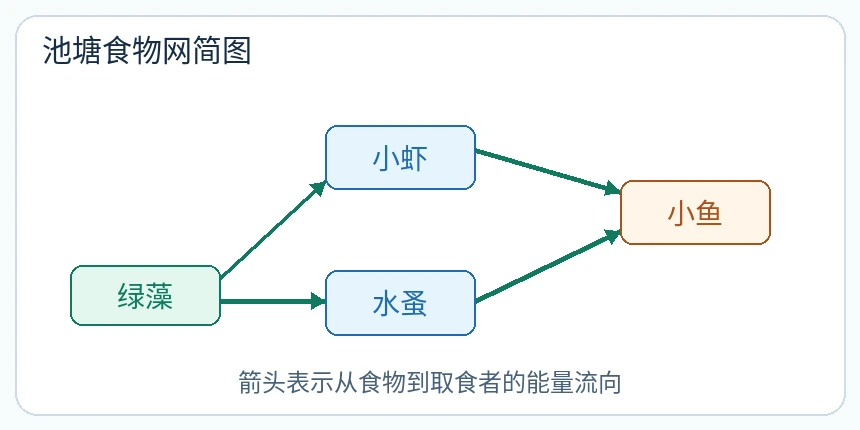 池塘食物网简图
小虾
小鱼
绿藻
水蚤
箭头表示从食物到取食者的能量流向